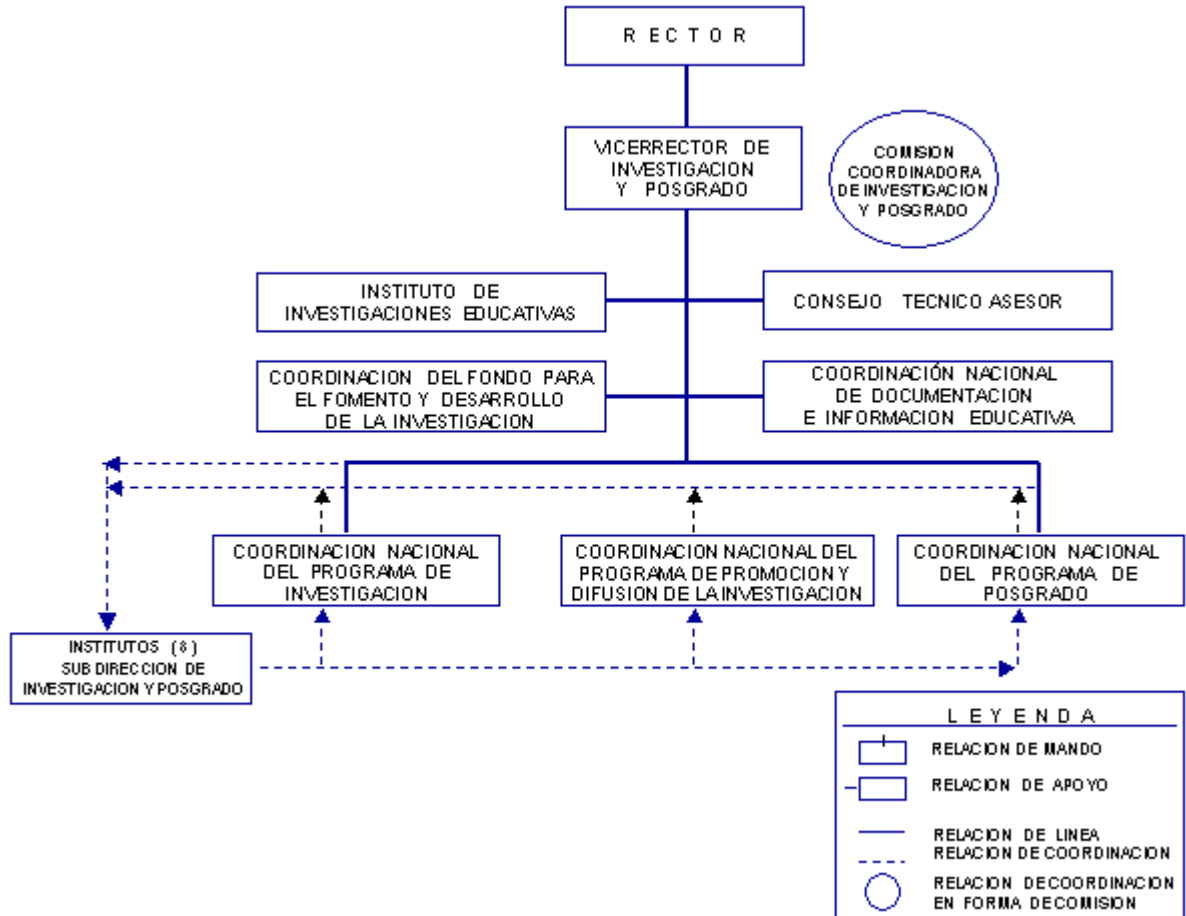 R E C T O R
VICERRECTOR DE
INVESTIGACION
Y POSGRADO
COMISION
COORDINADORA
DE INVESTIGACION
Y POSGRADO
INSTITUTO DE
INVESTIGACIONES EDUCATIVAS
CONSEJO TECNICO ASESOR
COORDINACION DEL FONDO PARA
EL FOMENTO Y DESARROLLO
DE LA INVESTIGACION
COORDINACIÓN NACIONAL
DE DOCUMENTACION
E INFORMACION EDUCATIVA
COORDINACION NACIONAL
DEL PROGRAMA DE
INVESTIGACION
COORDINACION NACIONAL DEL
PROGRAMA DE PROMOCION Y
DIFUSION DE LA INVESTIGACION
COORDINACION NACIONAL
DEL PROGRAMA DE
POSGRADO
INSTITUTOS (8)
SUBDIRECCION DE
INVESTIGACION Y POSGRADO
L E Y E N D A
RELACION DE MANDO
RELACION DE APOYO
RELACION DE LINEA
RELACION DE COORDINACION
RELACION DE COORDINACION
EN FORMA DE COMISION